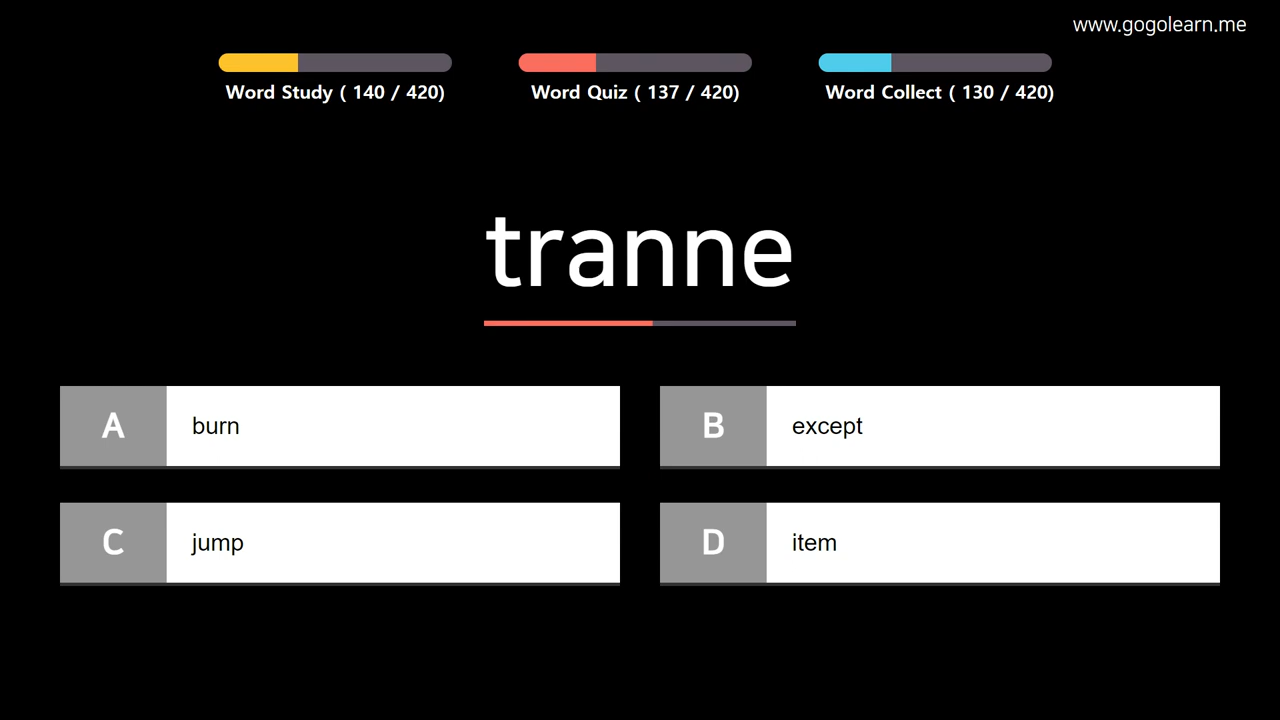 www.gogolearn.me
Word Study ( 140 / 420)
Word Quiz ( 137 / 420)
Word Collect ( 130 / 420)
tranne
A burn
B except
C jump
D item